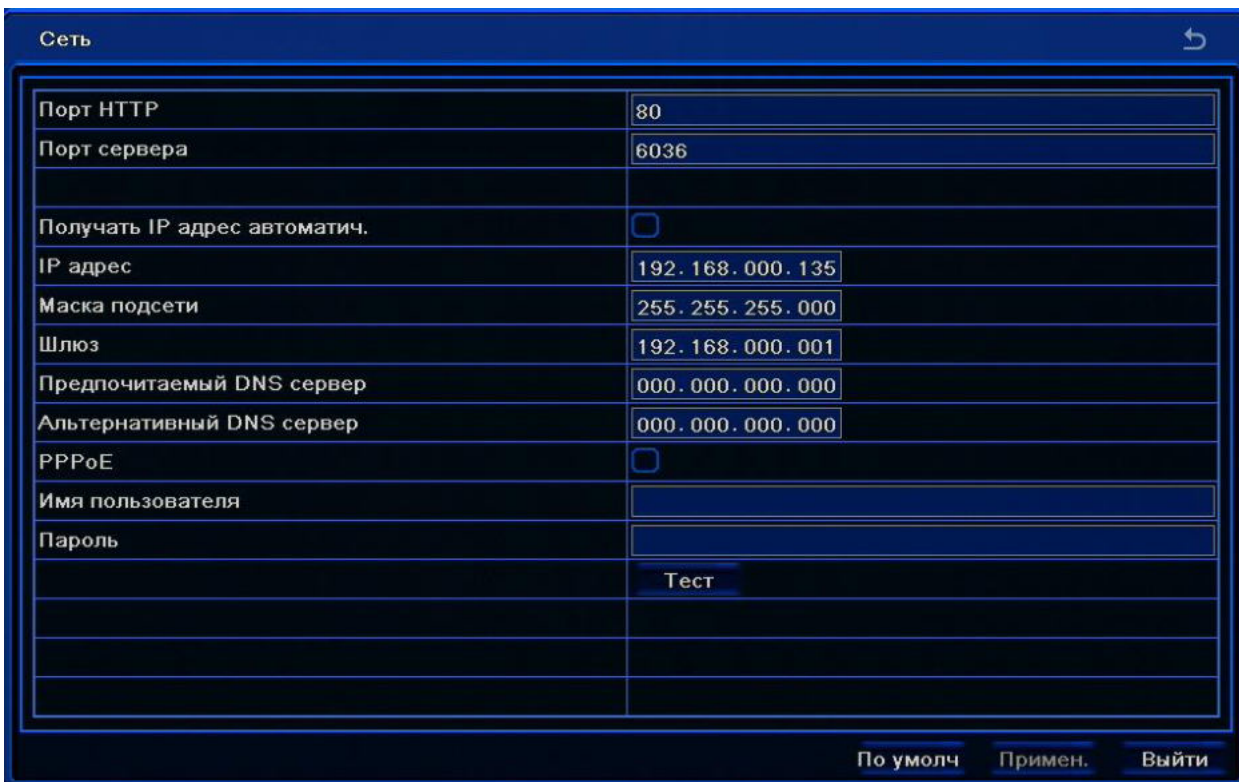 Сеть
Порт HTTP 80
Порт сервера 6036
Получать IP адрес автоматич.
IP адрес 192.168.000.135
Маска подсети 255.255.255.000
Шлюз 192.168.000.001
Предпочитаемый DNS сервер 000.000.000.000
Альтернативный DNS сервер 000.000.000.000
PPPoE
Имя пользователя
Пароль
Тест
По умолч Примен. Выйти